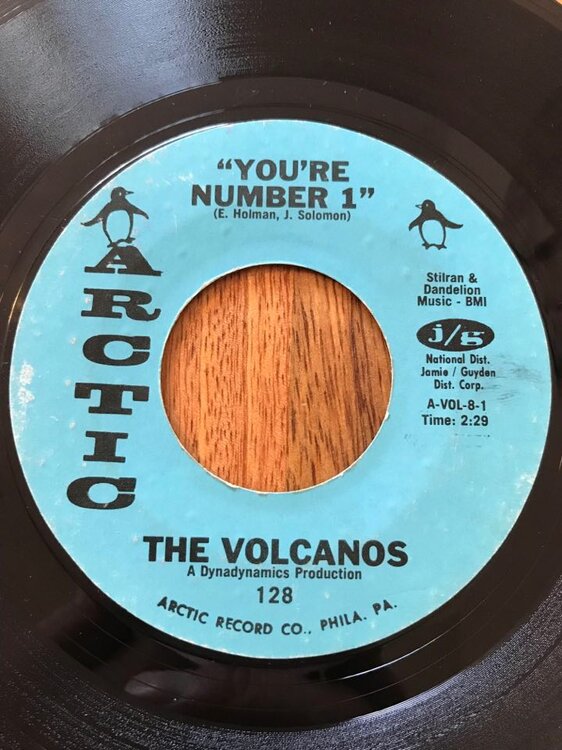 "YOU'RE
NUMBER 1"
(E. Holman, J. Solomon)
ARCTIC
Stilran &
Dandelion
Music - BMI
j/g
National Dist.
Jamie / Guyden
Dist. Corp.
A-VOL-8-1
Time: 2:29
THE VOLCANOS
A Dynadynamics Production
128
ARCTIC RECORD CO., PHILA. PA.